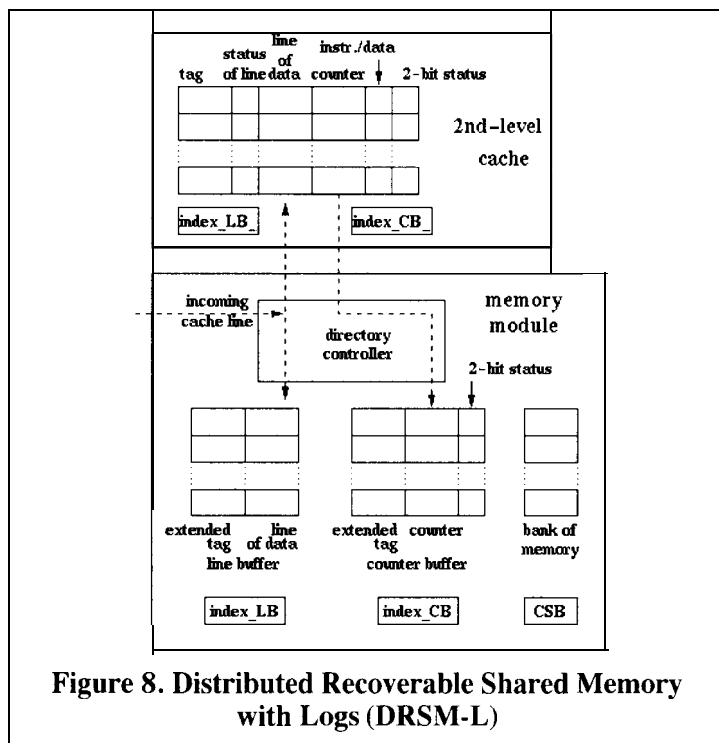 line
status of instr./data
tag of line data counter 2-bit status
2nd-level
cache
index_LB_ index_CB_
incoming
cache line
memory
module
directory
controller
2-bit status
extended line extended counter bank of
tag of data tag memory
line buffer counter buffer
index_LB index_CB CSB
Figure 8. Distributed Recoverable Shared Memory
with Logs (DRSM-L)